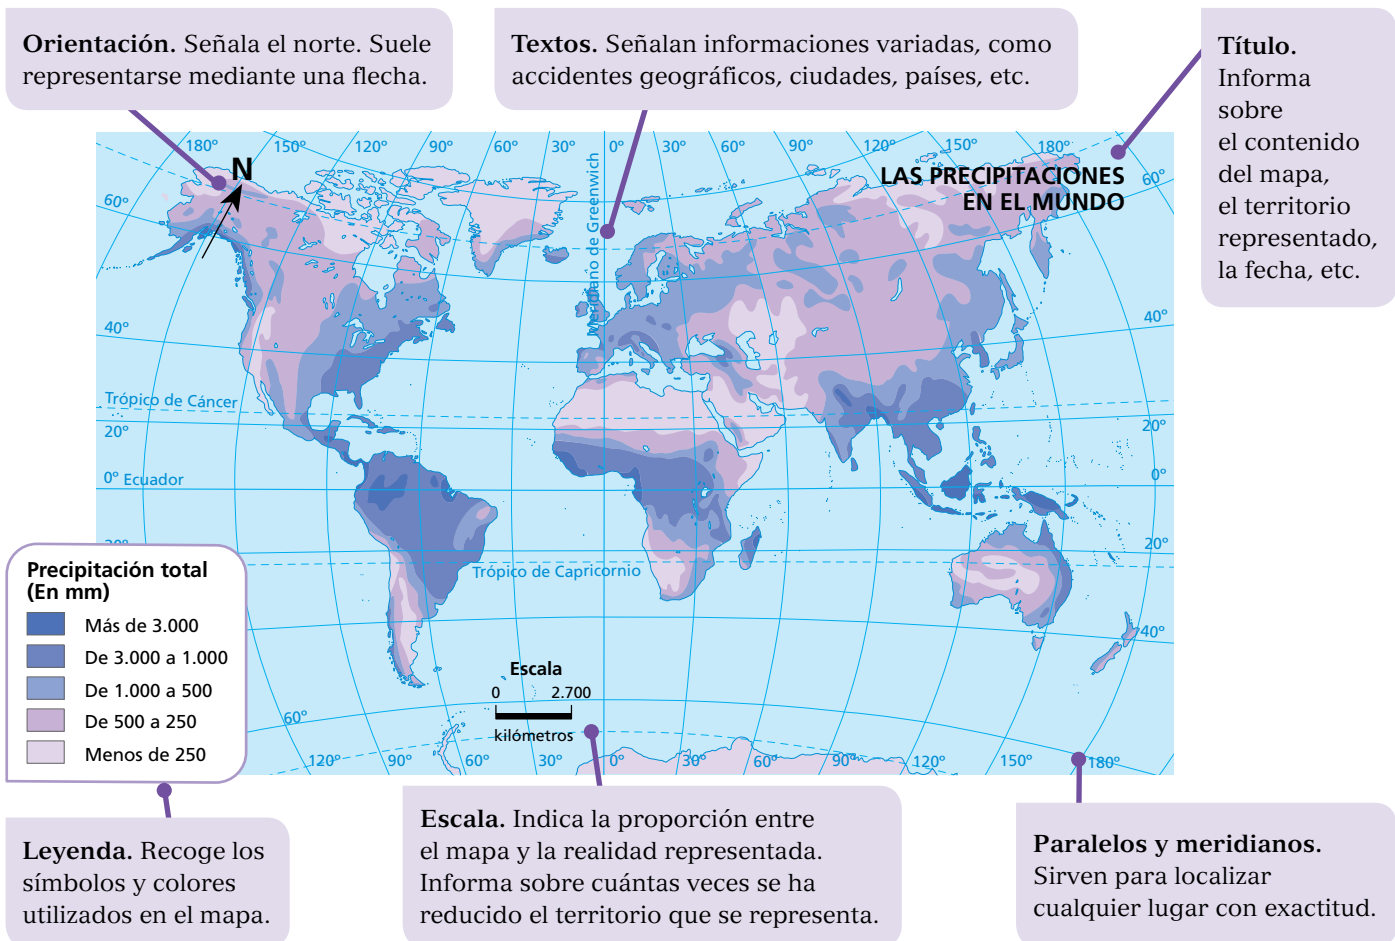 Orientación. Señala el norte. Suele
representarse mediante una flecha.
Textos. Señalan informaciones variadas, como
accidentes geográficos, ciudades, países, etc.
Título.
Informa
sobre
el contenido
del mapa,
el territorio
representado,
la fecha, etc.
180° 150° 120° 90° 60° 30° 0° 30° 60° 90° 120° 150° 180°
N
LAS PRECIPITACIONES
EN EL MUNDO
60° 60°
Meridiano de Greenwich
40° 40°
Trópico de Cáncer
20° 20°
0° Ecuador 0°
20° 20°
Trópico de Capricornio
40°
Precipitación total
(En mm)
Más de 3.000
De 3.000 a 1.000
De 1.000 a 500
De 500 a 250
Menos de 250
Escala
0 2.700
kilómetros
60°
120° 90° 60° 30° 0° 30° 60° 90° 120° 150° 180°
Leyenda. Recoge los
símbolos y colores
utilizados en el mapa.
Escala. Indica la proporción entre
el mapa y la realidad representada.
Informa sobre cuántas veces se ha
reducido el territorio que se representa.
Paralelos y meridianos.
Sirven para localizar
cualquier lugar con exactitud.